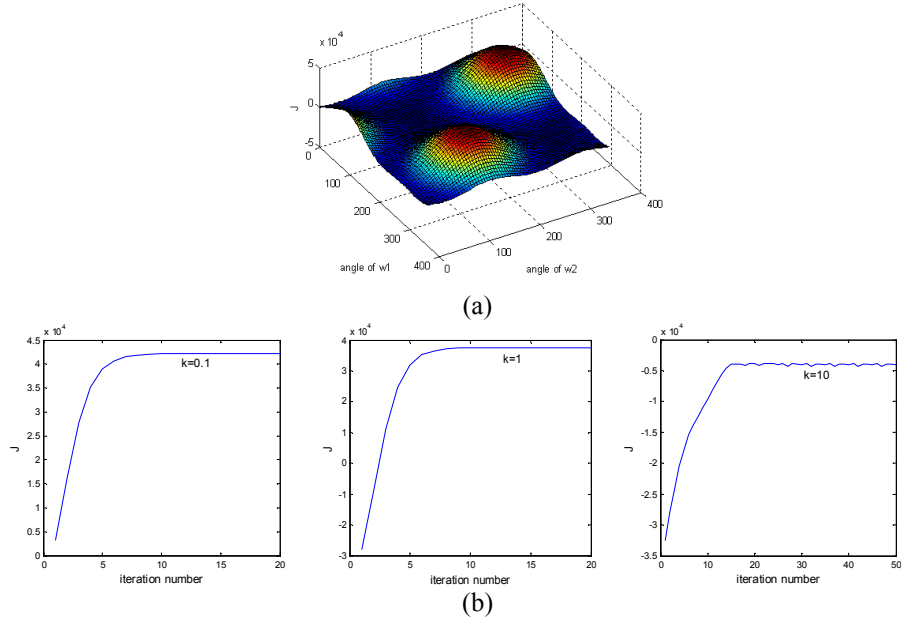 x 10^4
5
0
-5
J
0
100
200
300
400
angle of w1
0
100
200
300
400
angle of w2
(a)
x 10^4
4.5
4
3.5
3
2.5
2
1.5
1
0.5
0
J
k=0.1
0 5 10 15 20
iteration number
x 10^4
4
3
2
1
0
-1
-2
-3
J
k=1
0 5 10 15 20
iteration number
x 10^4
0
-0.5
-1
-1.5
-2
-2.5
-3
-3.5
J
k=10
0 10 20 30 40 50
iteration number
(b)